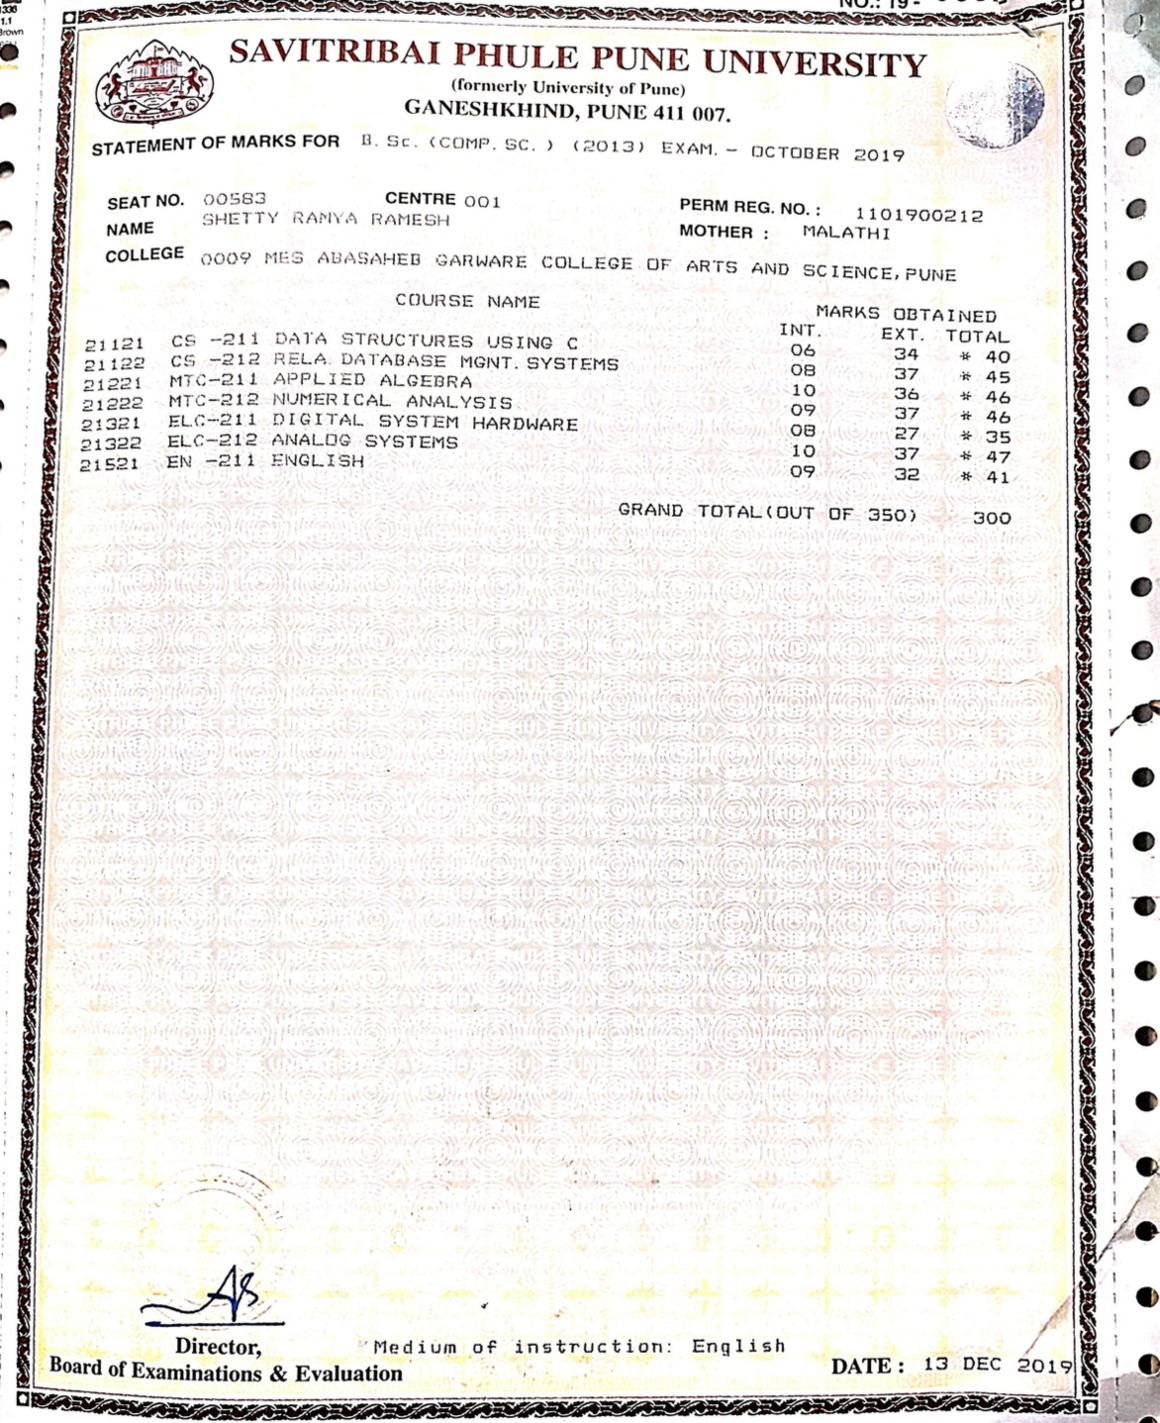 1336
1.1
Brown
NO.: 19-
SAVITRIBAI PHULE PUNE UNIVERSITY
(formerly University of Pune)
GANESHKHIND, PUNE 411 007.
STATEMENT OF MARKS FOR B. Sc. (COMP. SC. ) (2013) EXAM. - OCTOBER 2019
SEAT NO. 00583 CENTRE 001 PERM REG. NO. : 1101900212
NAME SHETTY RAMYA RAMESH MOTHER : MALATHI
COLLEGE 0009 MES ABASAHEB GARWARE COLLEGE OF ARTS AND SCIENCE, PUNE
COURSE NAME MARKS OBTAINED
INT. EXT. TOTAL
21121 CS -211 DATA STRUCTURES USING C 06 34 * 40
21122 CS -212 RELA. DATABASE MGNT. SYSTEMS 08 37 * 45
21221 MTC-211 APPLIED ALGEBRA 10 36 * 46
21222 MTC-212 NUMERICAL ANALYSIS 09 37 * 46
21321 ELC-211 DIGITAL SYSTEM HARDWARE 08 27 * 35
21322 ELC-212 ANALOG SYSTEMS 10 37 * 47
21521 EN -211 ENGLISH 09 32 * 41
GRAND TOTAL(OUT OF 350) 300
Director,
Board of Examinations & Evaluation
Medium of instruction: English
DATE : 13 DEC 2019